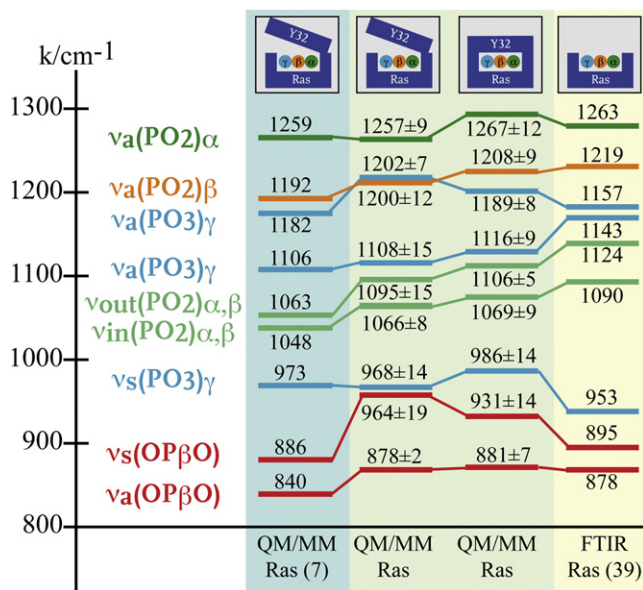 k/cm-1
Y32
γ β α
Ras
Y32
γ β α
Ras
Y32
γ β α
Ras
γ β α
Ras
1300
1200
1100
1000
900
800
νa(PO2)α
νa(PO2)β
νa(PO3)γ
νa(PO3)γ
νout(PO2)α,β
νin(PO2)α,β
νs(PO3)γ
νs(OPβO)
νa(OPβO)
1259
1192
1182
1106
1063
1048
973
886
840
1257±9
1202±7
1200±12
1108±15
1095±15
1066±8
968±14
964±19
878±2
1267±12
1208±9
1189±8
1116±9
1106±5
1069±9
986±14
931±14
881±7
1263
1219
1157
1143
1124
1090
953
895
878
QM/MM
Ras (7)
QM/MM
Ras
QM/MM
Ras
FTIR
Ras (39)